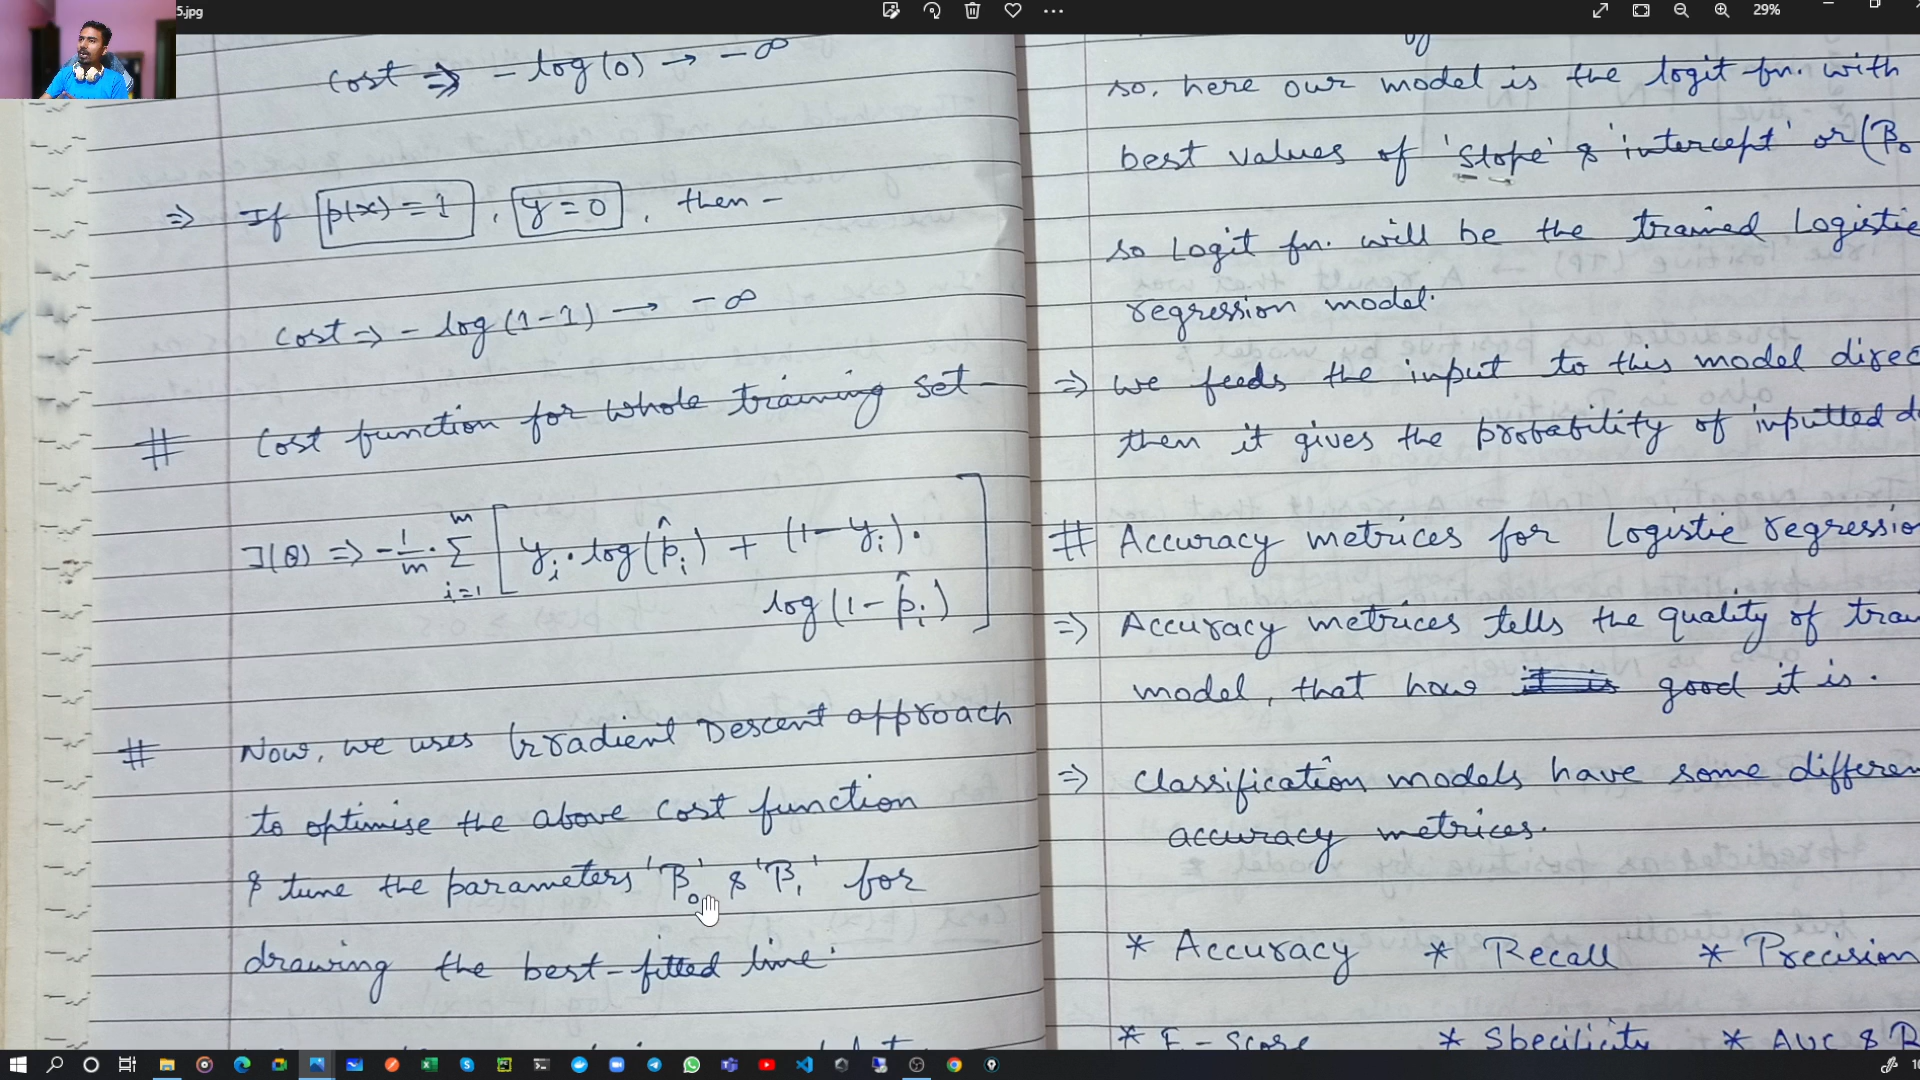 5.jpg
29%
Cost => - log(0) → - ∞
=> If p(x) = 1, y = 0, then -
Cost => - log(1-1) → - ∞
# Cost function for whole training set -
J(θ) => -1/m . Σ i=1 m [ yi . log(p̂i) + (1 - yi) .
log(1 - p̂i) ]
# Now, we uses Gradient Descent approach
to optimise the above cost function
& tune the parameters 'β0' & 'β1' for
drawing the best-fitted line.
so, here our model is the logit fn. with
best values of 'slope' & 'intercept' or (β0
so Logit fn. will be the trained Logistic
regression model.
=> we feeds the input to this model direc
then it gives the probability of inputted d
# Accuracy metrices for Logistic regressio
=> Accuracy metrices tells the quality of trai
model, that how it is good it is.
=> Classification models have some differen
accuracy metrices.
* Accuracy * Recall * Precision
* F-Score * Specilicity * AUC & R